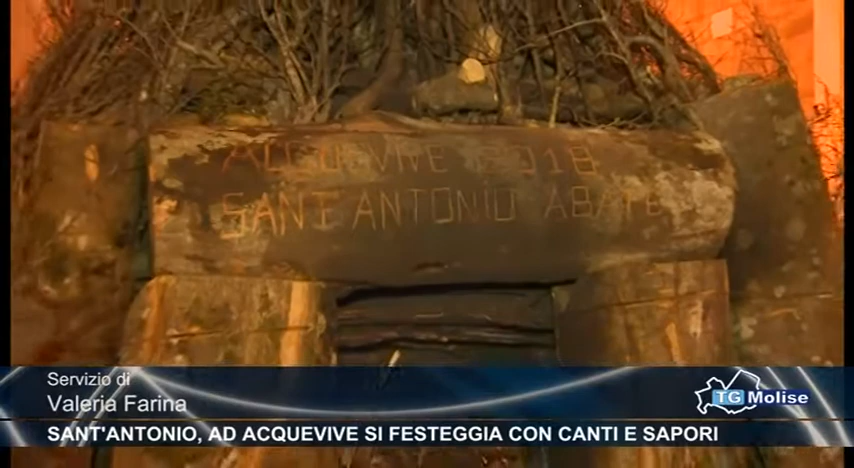 ACQUAVIVE 2018
SANT ANTONIO ABATE
Servizio di
Valeria Farina
TG Molise
SANT'ANTONIO, AD ACQUEVIVE SI FESTEGGIA CON CANTI E SAPORI